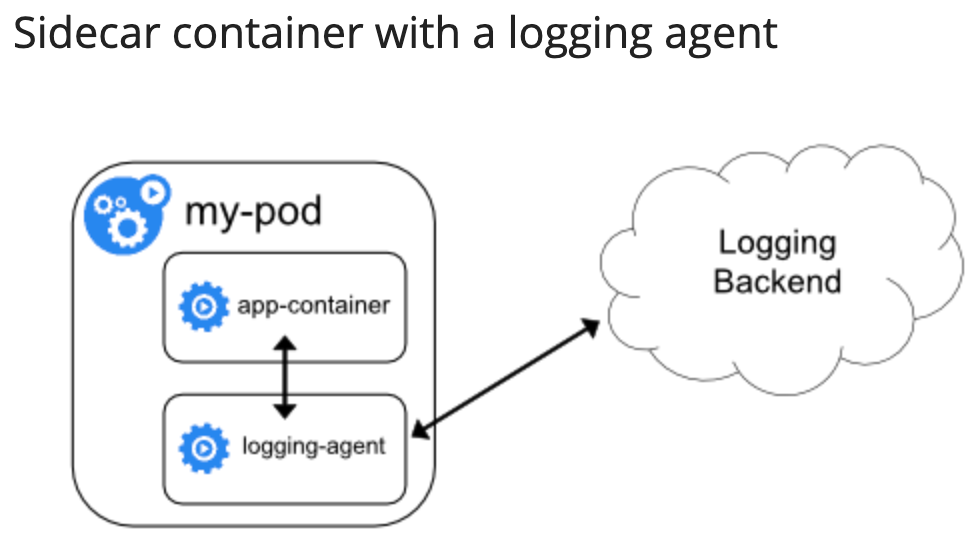 Sidecar container with a logging agent
my-pod
app-container
logging-agent
Logging
Backend